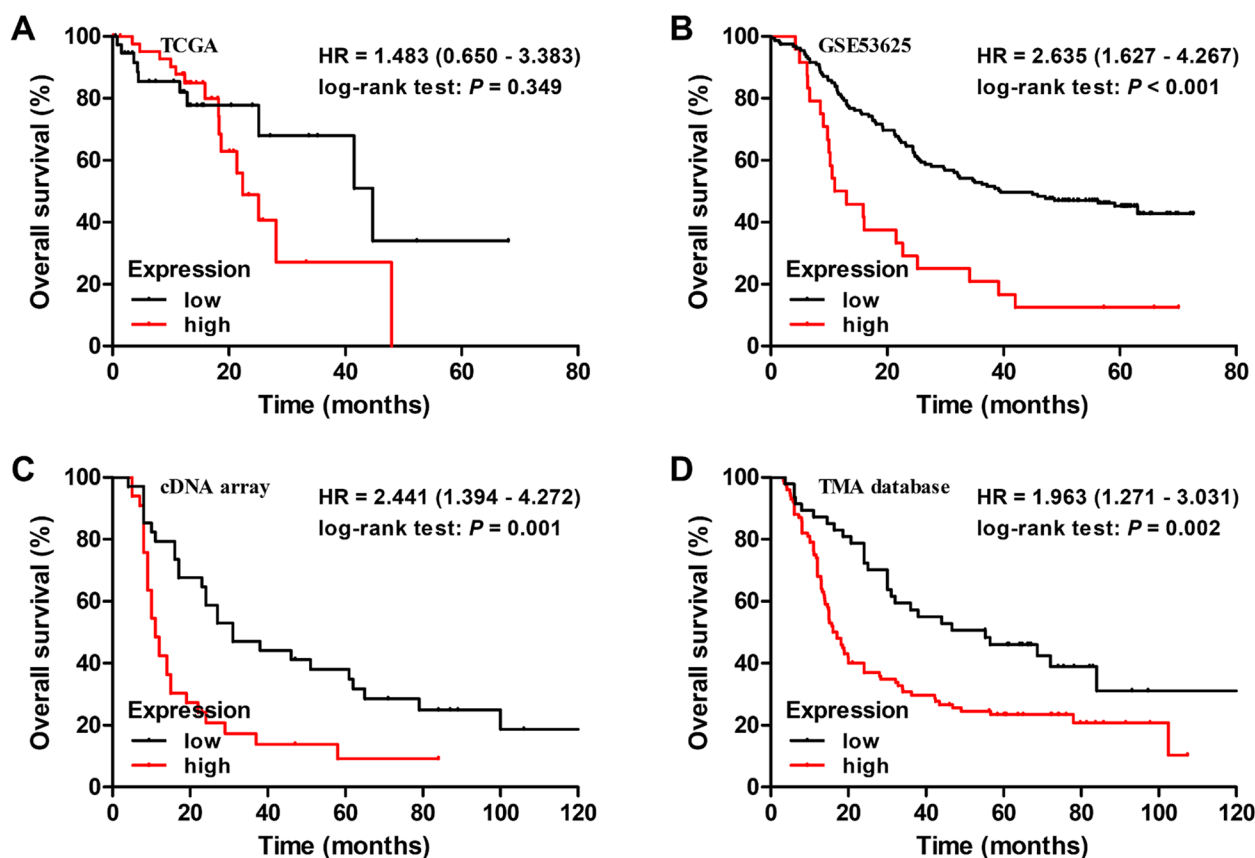 A
TCGA
HR = 1.483 (0.650 - 3.383)
log-rank test: P = 0.349
Overall survival (%)
100
80
60
40
20
0
Expression
low
high
0 20 40 60 80
Time (months)
B
GSE53625
HR = 2.635 (1.627 - 4.267)
log-rank test: P < 0.001
Overall survival (%)
100
80
60
40
20
0
Expression
low
high
0 20 40 60 80
Time (months)
C
cDNA array
HR = 2.441 (1.394 - 4.272)
log-rank test: P = 0.001
Overall survival (%)
100
80
60
40
20
0
Expression
low
high
0 20 40 60 80 100 120
Time (months)
D
TMA database
HR = 1.963 (1.271 - 3.031)
log-rank test: P = 0.002
Overall survival (%)
100
80
60
40
20
0
Expression
low
high
0 20 40 60 80 100 120
Time (months)